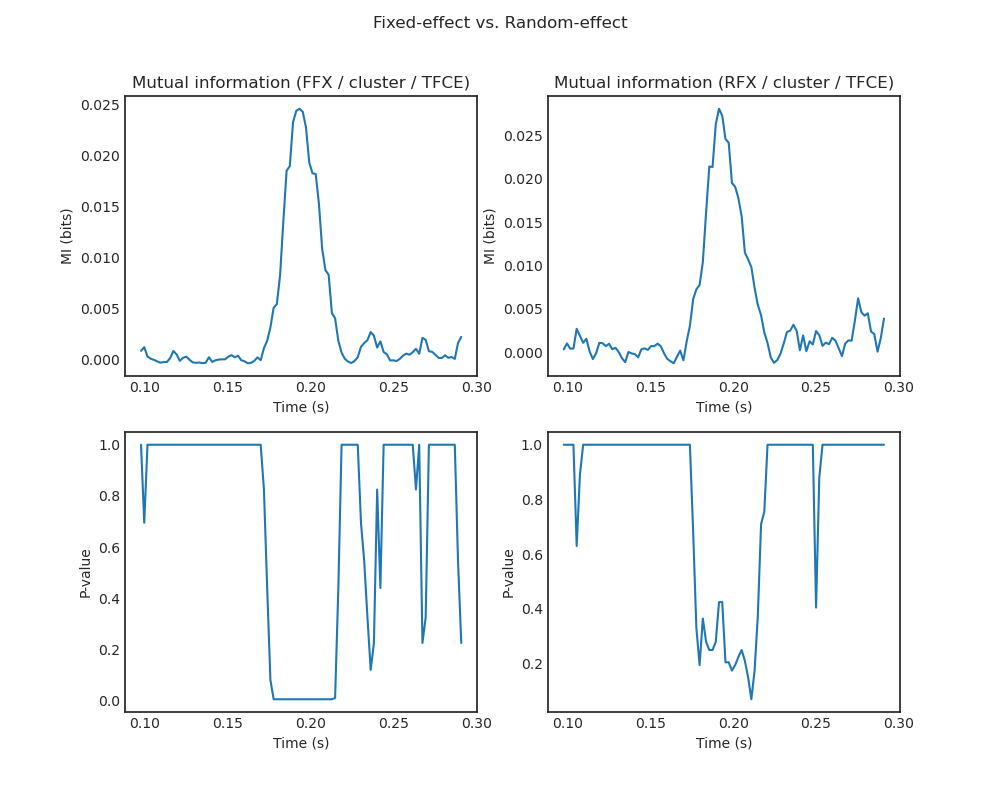 Fixed-effect vs. Random-effect
Mutual information (FFX / cluster / TFCE)
MI (bits)
0.025
0.020
0.015
0.010
0.005
0.000
0.10 0.15 0.20 0.25 0.30
Time (s)
Mutual information (RFX / cluster / TFCE)
MI (bits)
0.025
0.020
0.015
0.010
0.005
0.000
0.10 0.15 0.20 0.25 0.30
Time (s)
P-value
1.0
0.8
0.6
0.4
0.2
0.0
0.10 0.15 0.20 0.25 0.30
Time (s)
P-value
1.0
0.8
0.6
0.4
0.2
0.10 0.15 0.20 0.25 0.30
Time (s)